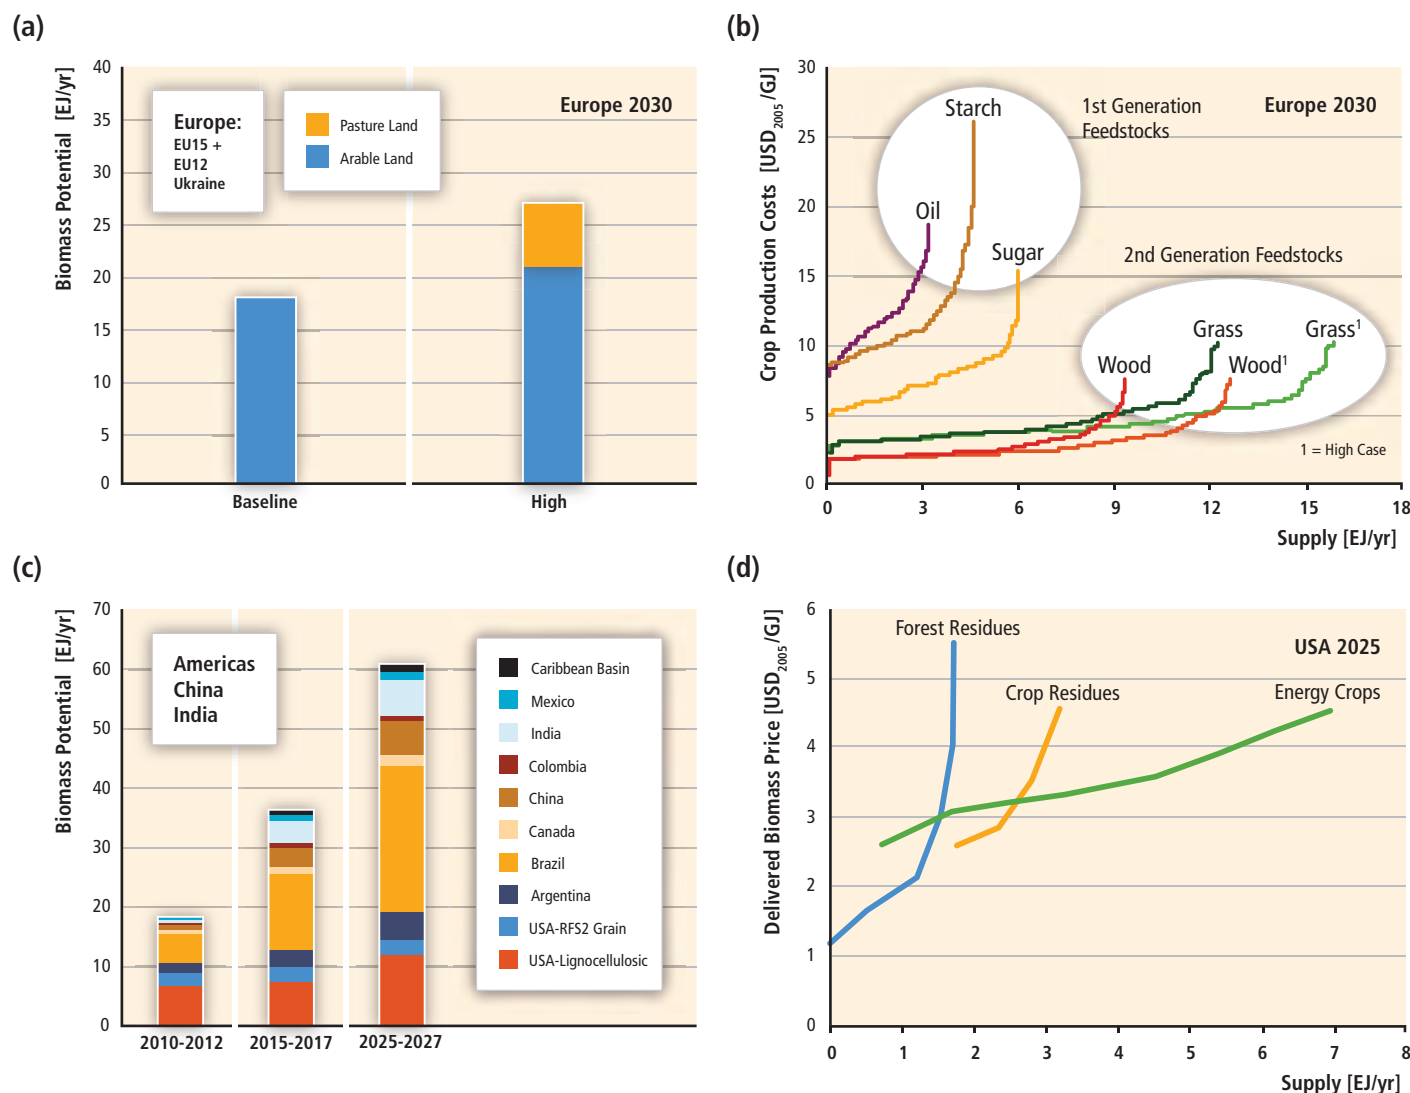 (a)
Biomass Potential [EJ/yr]
40
35
30
25
20
15
10
5
0
Europe:
EU15 +
EU12
Ukraine
Pasture Land
Arable Land
Europe 2030
Baseline
High
(b)
Crop Production Costs [USD2005/GJ]
30
25
20
15
10
5
0
Starch
Oil
Sugar
1st Generation
Feedstocks
Europe 2030
2nd Generation Feedstocks
Wood
Grass
Wood1
Grass1
1 = High Case
0 3 6 9 12 15 18
Supply [EJ/yr]
(c)
Biomass Potential [EJ/yr]
70
60
50
40
30
20
10
0
Americas
China
India
Caribbean Basin
Mexico
India
Colombia
China
Canada
Brazil
Argentina
USA-RFS2 Grain
USA-Lignocellulosic
2010-2012
2015-2017
2025-2027
(d)
Delivered Biomass Price [USD2005/GJ]
6
5
4
3
2
1
0
Forest Residues
Crop Residues
USA 2025
Energy Crops
0 1 2 3 4 5 6 7 8
Supply [EJ/yr]